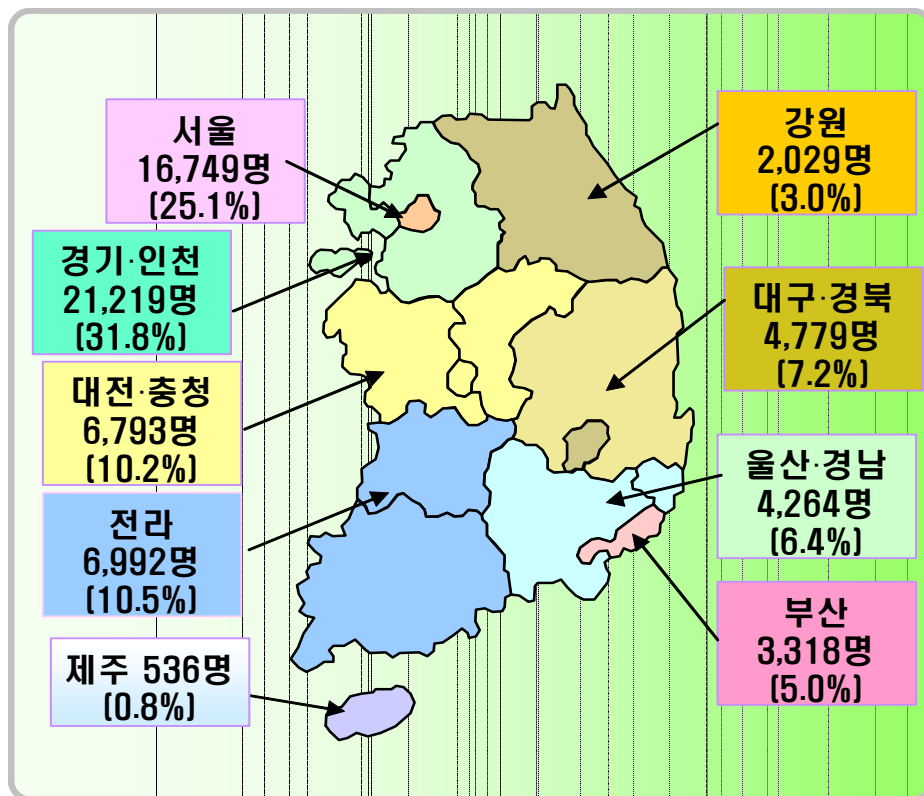 서울
16,749명
(25.1%)
경기·인천
21,219명
(31.8%)
대전·충청
6,793명
(10.2%)
전라
6,992명
(10.5%)
제주 536명
(0.8%)
강원
2,029명
(3.0%)
대구·경북
4,779명
(7.2%)
울산·경남
4,264명
(6.4%)
부산
3,318명
(5.0%)